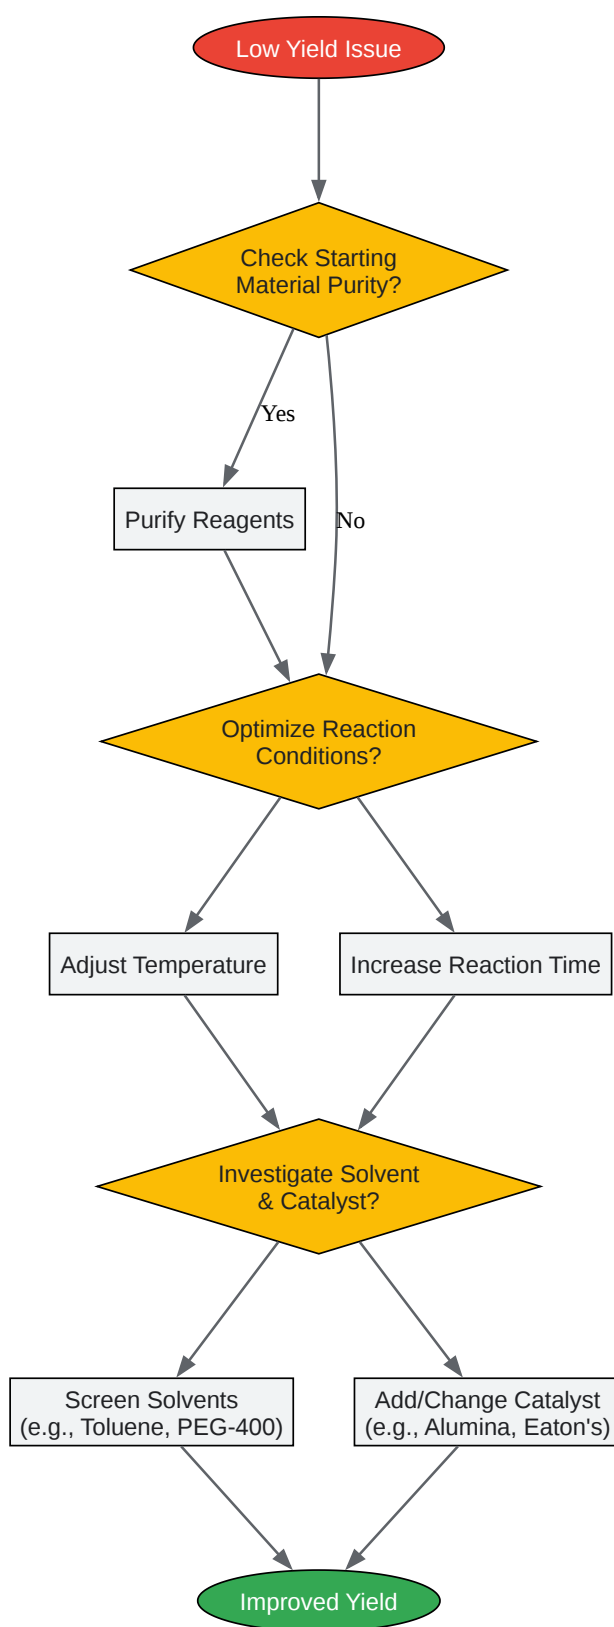 Low Yield Issue
Check Starting
Material Purity?
Yes
Purify Reagents
No
Optimize Reaction
Conditions?
Adjust Temperature
Increase Reaction Time
Investigate Solvent
& Catalyst?
Screen Solvents
(e.g., Toluene, PEG-400)
Add/Change Catalyst
(e.g., Alumina, Eaton's)
Improved Yield